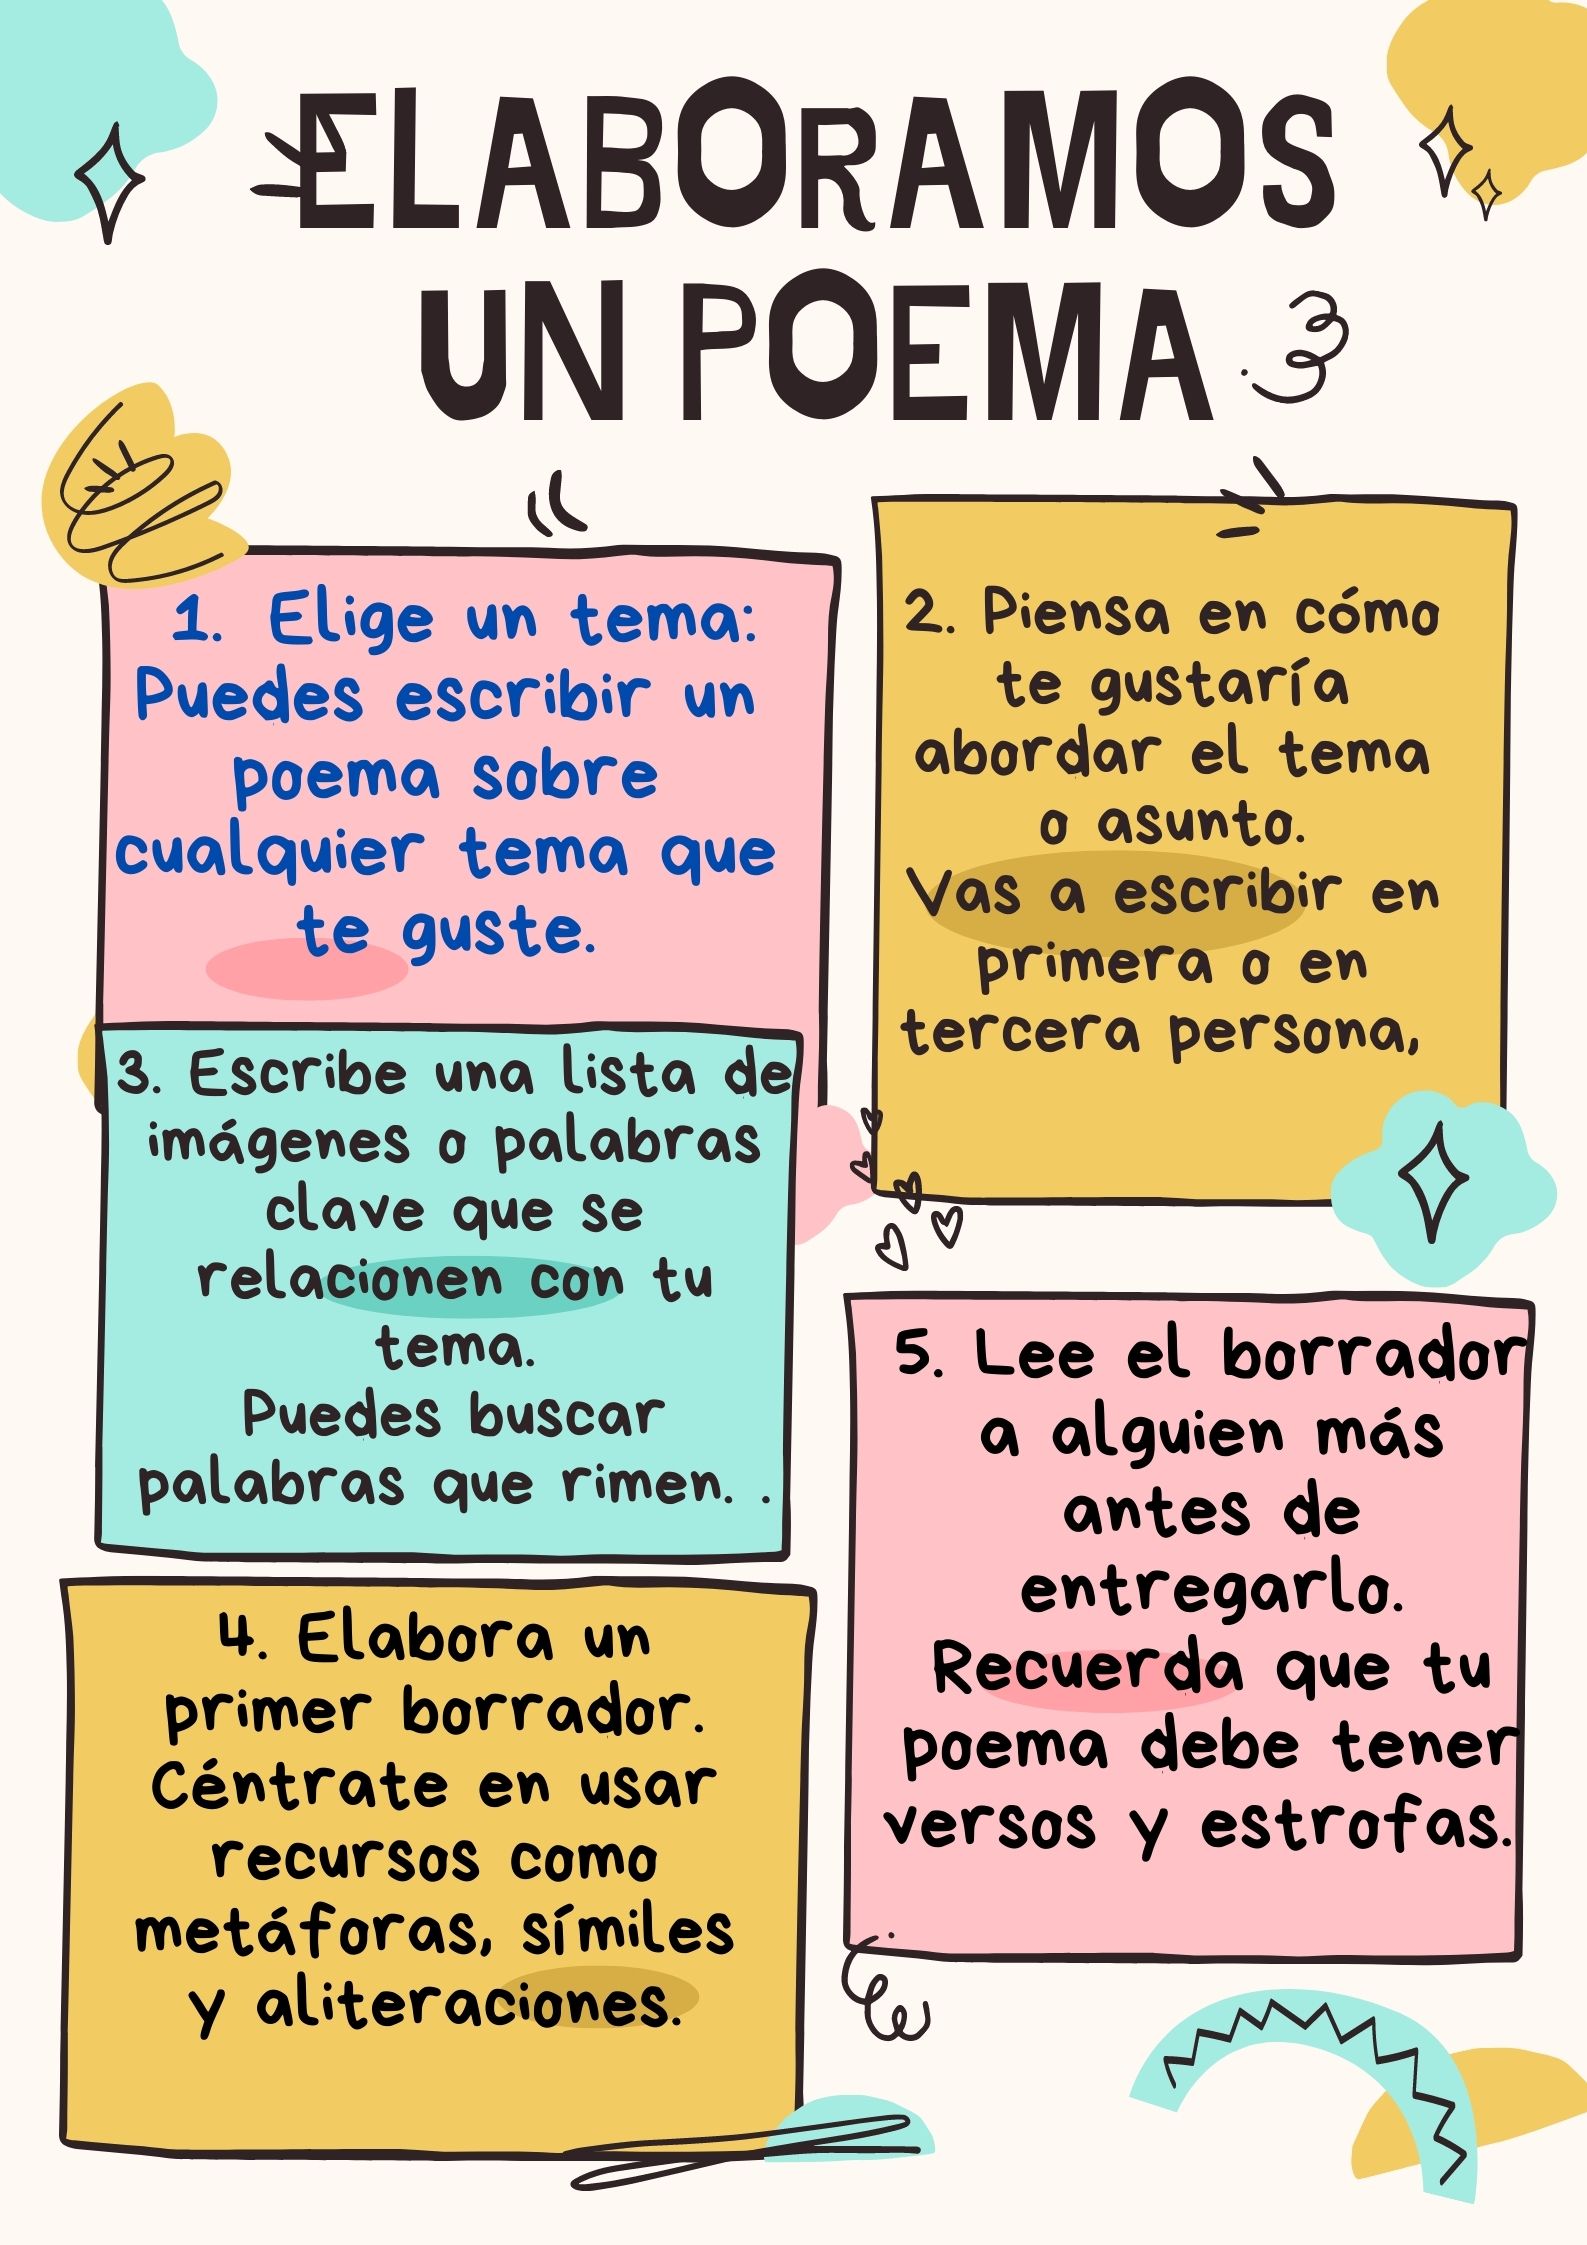 ELABORAMOS
UN POEMA
1. Elige un tema:
Puedes escribir un
poema sobre
cualquier tema que
te guste.
2. Piensa en cómo
te gustaría
abordar el tema
o asunto.
Vas a escribir en
primera o en
tercera persona,
3. Escribe una lista de
imágenes o palabras
clave que se
relacionen con tu
tema.
Puedes buscar
palabras que rimen. .
4. Elabora un
primer borrador.
Céntrate en usar
recursos como
metáforas, símiles
y aliteraciones.
5. Lee el borrador
a alguien más
antes de
entregarlo.
Recuerda que tu
poema debe tener
versos y estrofas.